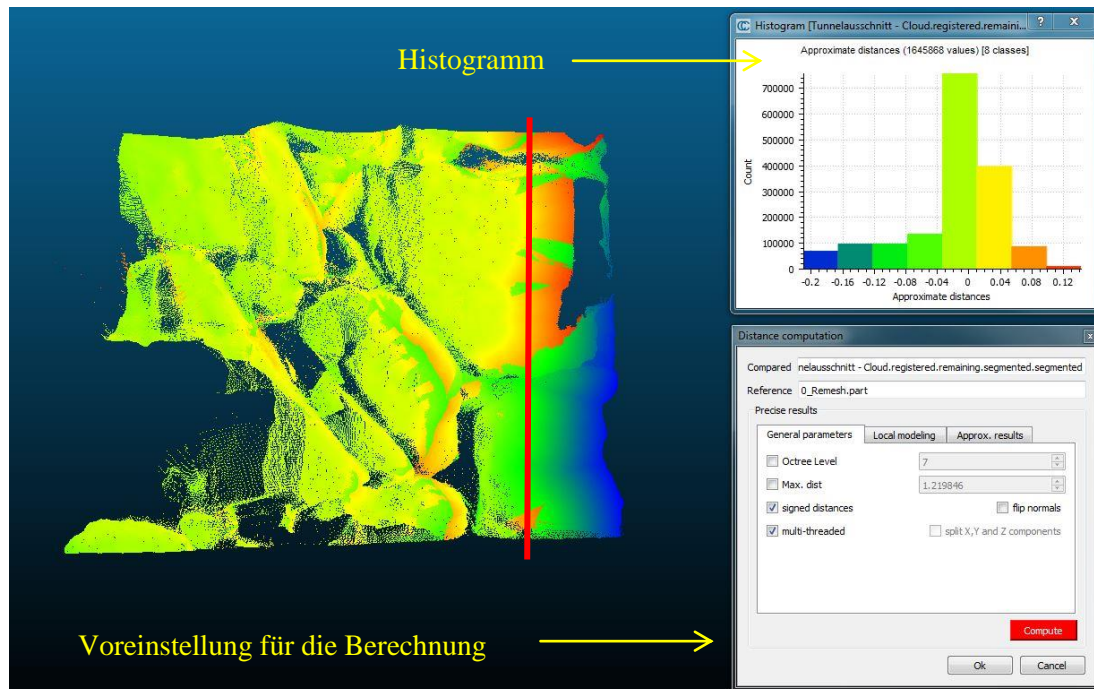 Histogramm
Histogram [Tunnelausschnitt - Cloud.registered.remaini...
Approximate distances (1645868 values) [8 classes]
700000
600000
500000
400000
300000
200000
100000
0
Count
-0.2 -0.16 -0.12 -0.08 -0.04 0 0.04 0.08 0.12
Approximate distances
Distance computation
Compared nelausschnitt - Cloud.registered.remaining.segmented.segmented
Reference 0_Remesh.part
Precise results
General parameters Local modeling Approx. results
Octree Level 7
Max. dist 1.219846
signed distances flip normals
multi-threaded split X,Y and Z components
Compute
Ok Cancel
Voreinstellung für die Berechnung